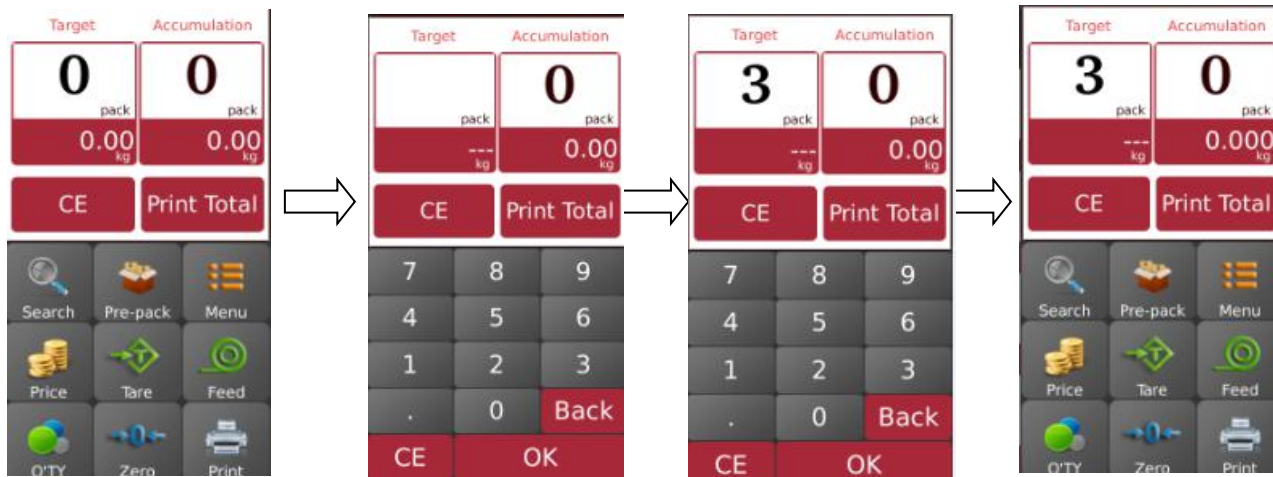 Target Accumulation
0 0
pack pack
0.00 0.00
kg kg
CE Print Total
Search Pre-pack Menu
Price Tare Feed
Q'TY Zero Print
Target Accumulation
0
pack pack
--- 0.00
kg kg
CE Print Total
7 8 9
4 5 6
1 2 3
. 0 Back
CE OK
Target Accumulation
3 0
pack pack
--- 0.00
kg kg
CE Print Total
7 8 9
4 5 6
1 2 3
. 0 Back
CE OK
Target Accumulation
3 0
pack pack
--- 0.000
kg kg
CE Print Total
Search Pre-pack Menu
Price Tare Feed
Q'TY Zero Print